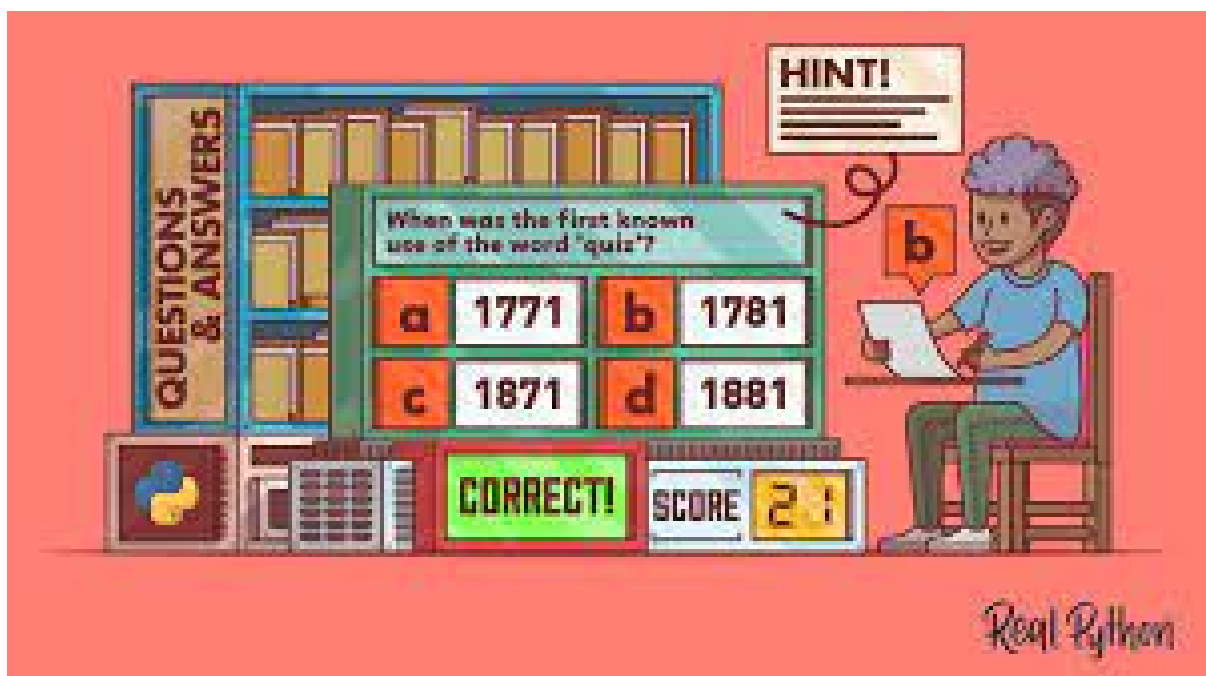 QUESTIONS
& ANSWERS
HINT!
When was the first known
use of the word "quiz"?
a 1771 b 1781
c 1871 d 1881
b
CORRECT!
SCORE 21
Real Python